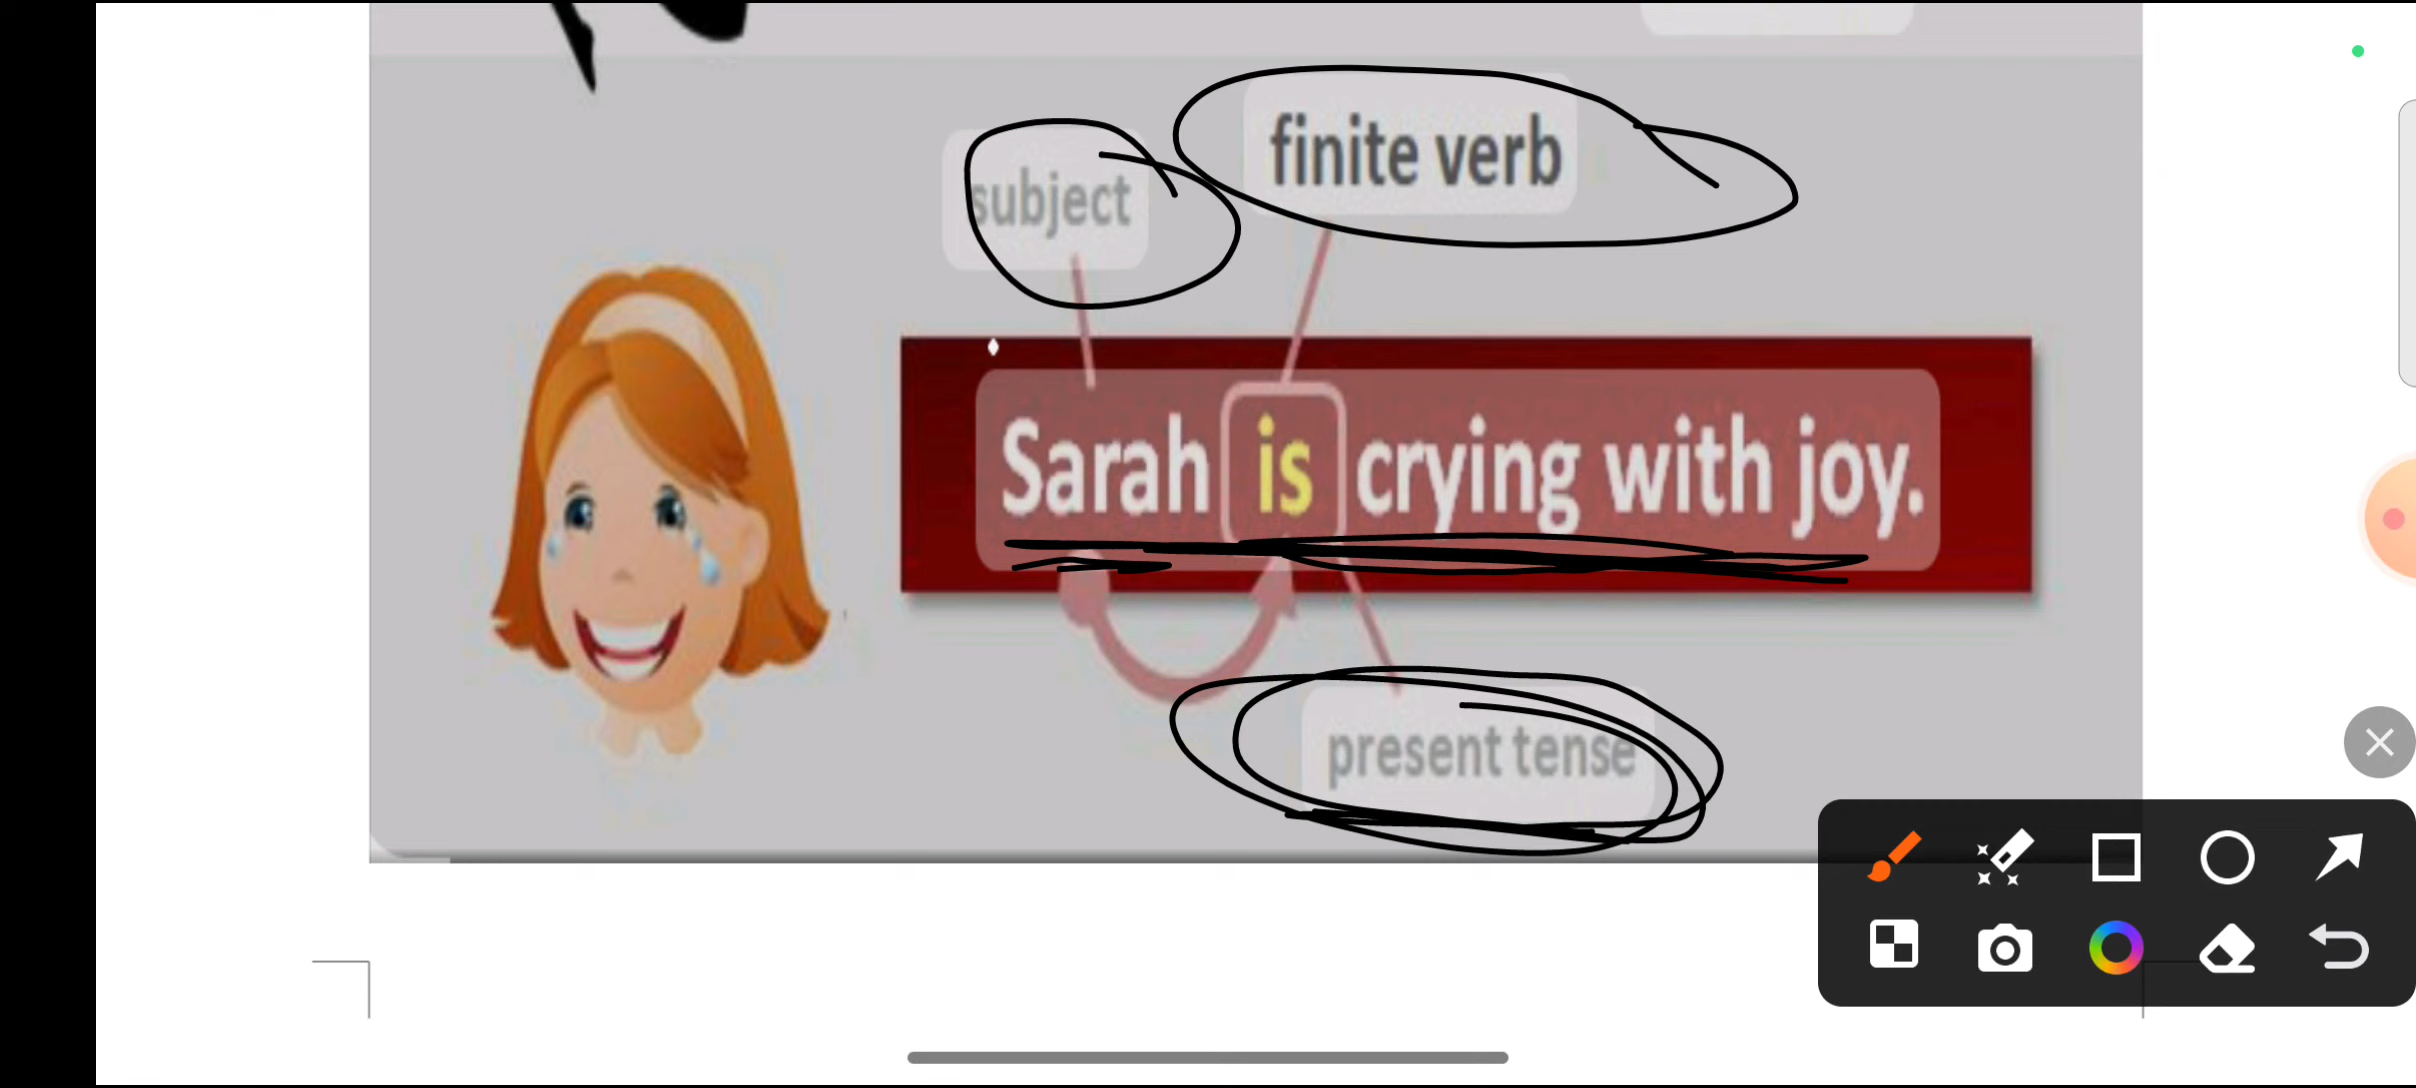 finite verb
subject
Sarah is crying with joy.
present tense